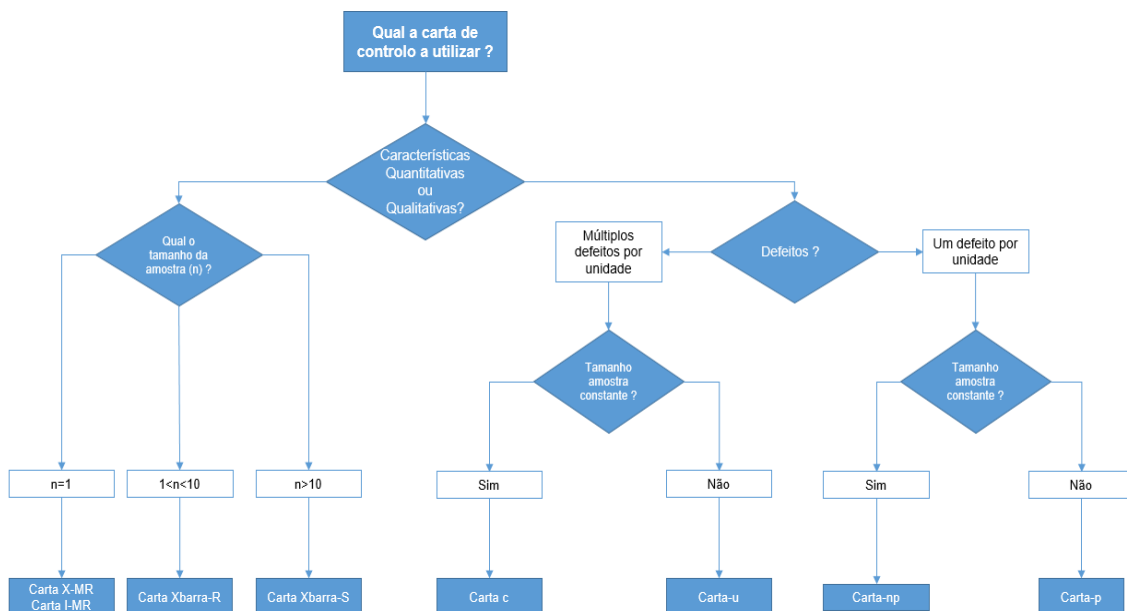 Qual a carta de
controlo a utilizar ?
Características
Quantitativas
ou
Qualitativas?
Qual o
tamanho da
amostra (n) ?
Múltiplos
defeitos por
unidade
Defeitos ?
Um defeito por
unidade
Tamanho
amostra
constante ?
Tamanho
amostra
constante ?
n=1
1<n<10
n>10
Sim
Não
Sim
Não
Carta X-MR
Carta I-MR
Carta Xbarra-R
Carta Xbarra-S
Carta c
Carta-u
Carta-np
Carta-p